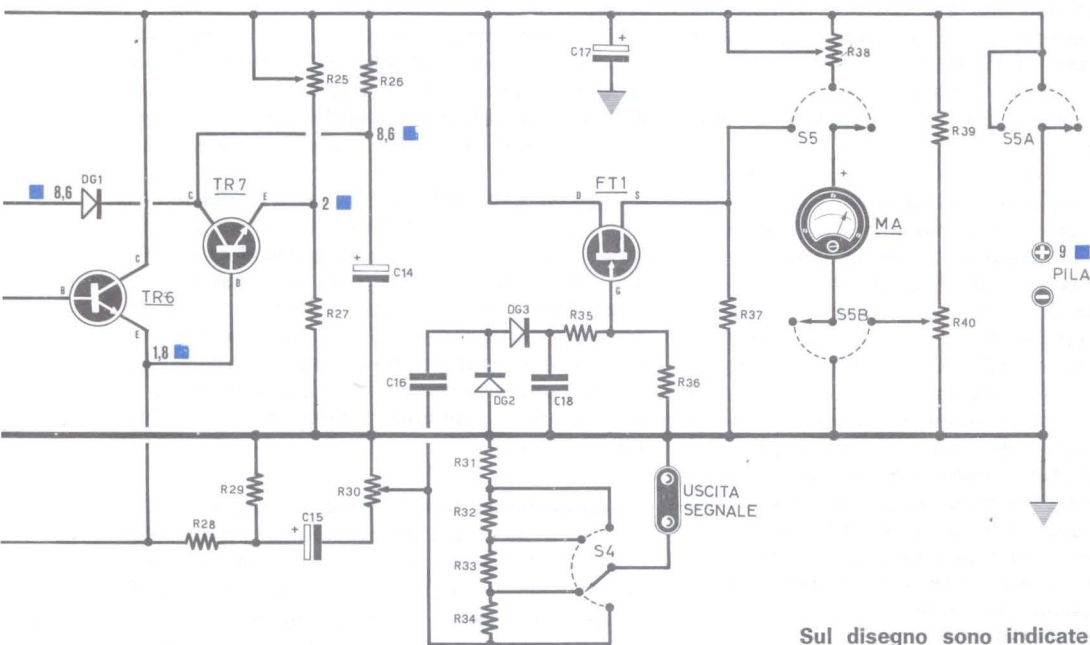 C17
+
R38
R25
R26
S5
R39
S5A
8,6
8,6
DG1
TR7
C
E
2
FT1
D
S
+
MA
+
9
PILA
-
C
B
TR6
E
B
+
C14
R27
G
R37
S5B
R40
1,8
DG3
R35
C16
DG2
C18
R36
R31
R29
R30
R32
USCITA
SEGNALE
C15
+
R28
S4
R33
R34
Sul disegno sono indicate